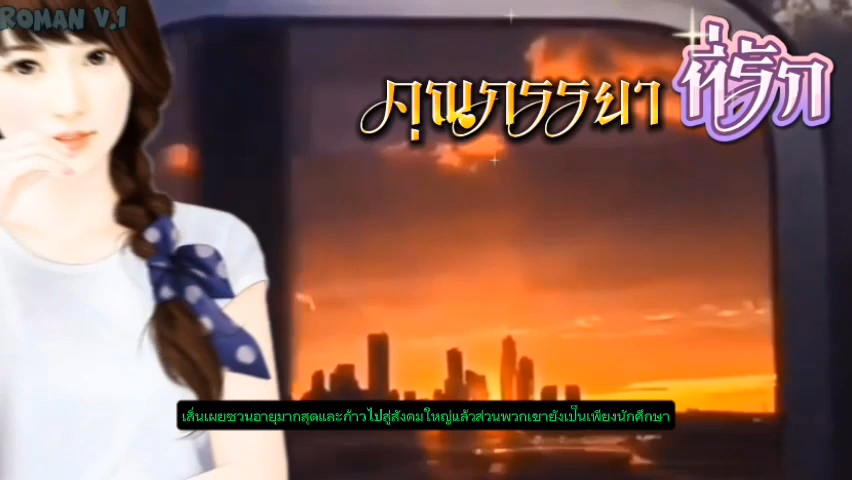 ROMAN V.1
คุณภรรยา ที่รัก
เสิ่นเผยซวนอายุมากสุดและก้าวไปสู่สังคมใหญ่แล้วส่วนพวกเขายังเป็นเพียงนักศึกษา